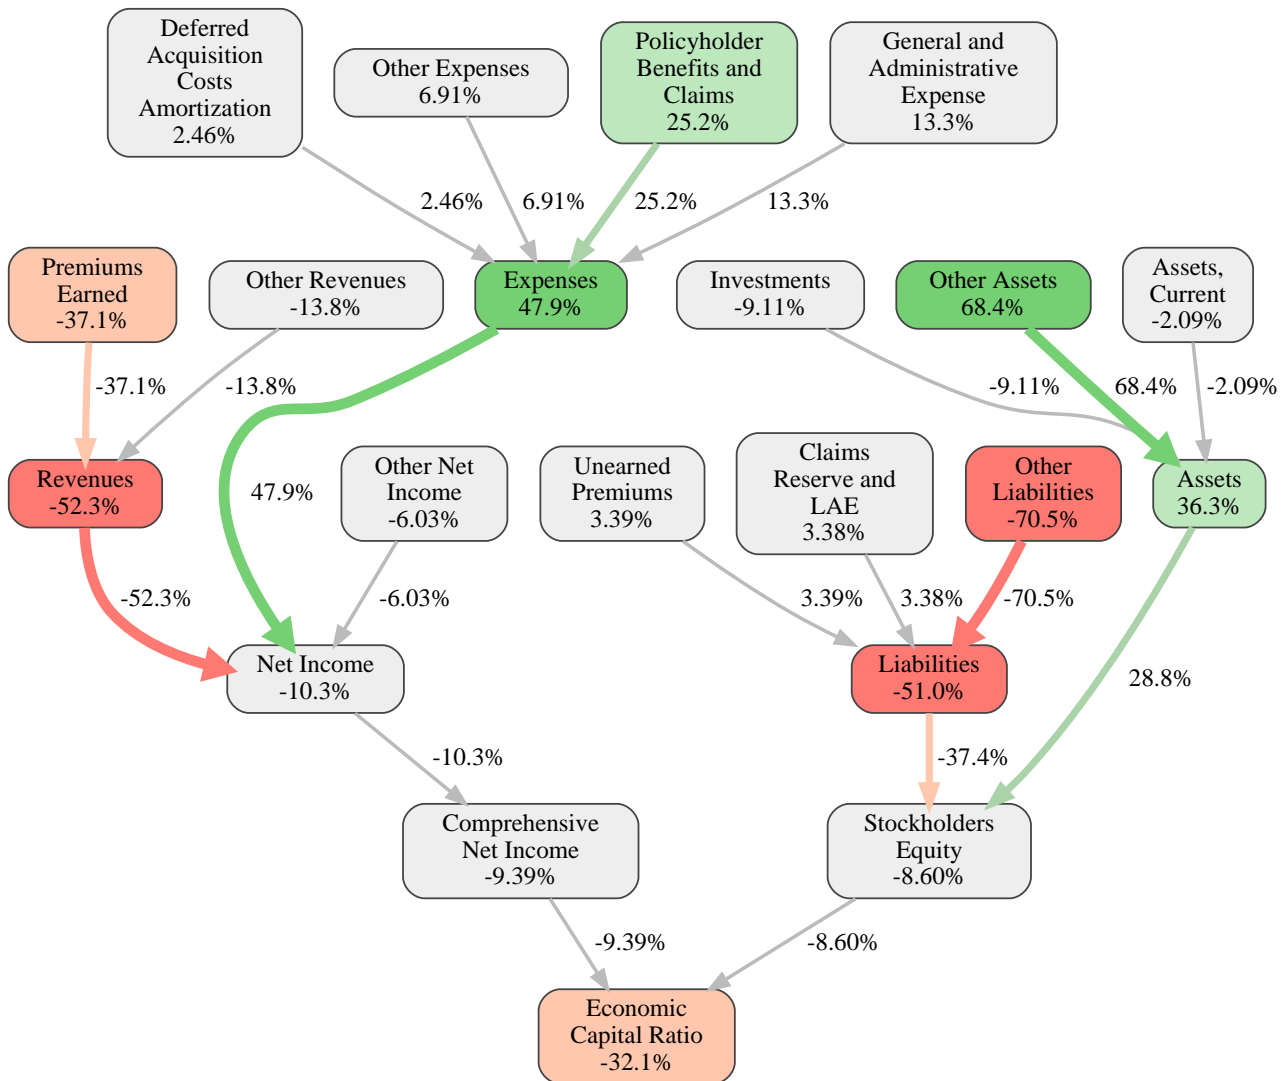 Deferred
Acquisition
Costs
Amortization
2.46%
Other Expenses
6.91%
Policyholder
Benefits and
Claims
25.2%
General and
Administrative
Expense
13.3%
2.46%
6.91%
25.2%
13.3%
Premiums
Earned
-37.1%
Other Revenues
-13.8%
Expenses
47.9%
Investments
-9.11%
Other Assets
68.4%
Assets,
Current
-2.09%
-37.1%
-13.8%
-9.11%
68.4%
-2.09%
Revenues
-52.3%
47.9%
Other Net
Income
-6.03%
Unearned
Premiums
3.39%
Claims
Reserve and
LAE
3.38%
Other
Liabilities
-70.5%
Assets
36.3%
-52.3%
-6.03%
3.39%
3.38%
-70.5%
Net Income
-10.3%
Liabilities
-51.0%
28.8%
-10.3%
-37.4%
Comprehensive
Net Income
-9.39%
Stockholders
Equity
-8.60%
-9.39%
-8.60%
Economic
Capital Ratio
-32.1%